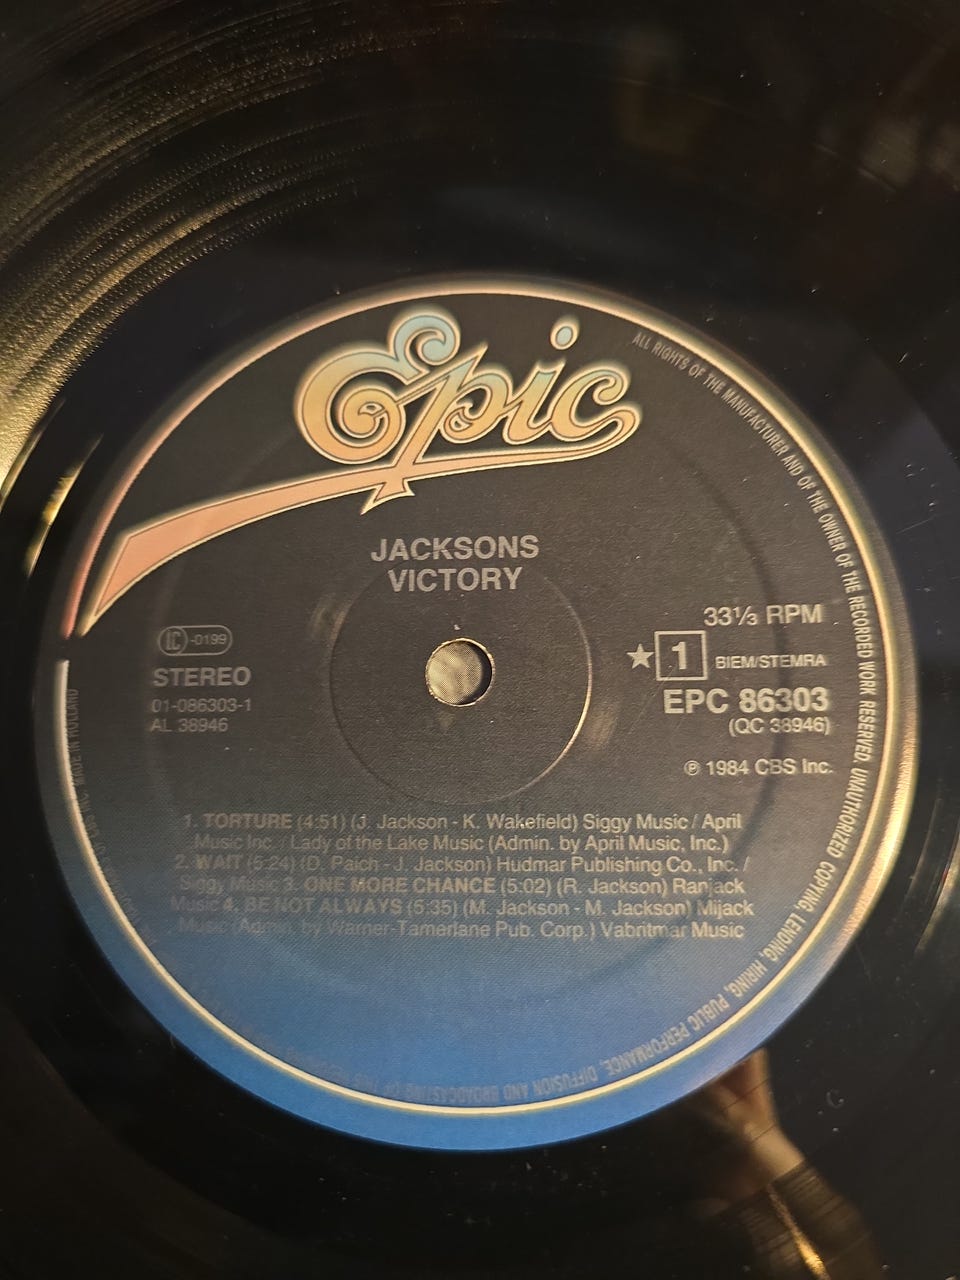 Epic
ALL RIGHTS OF THE MANUFACTURER AND OF THE OWNER OF THE RECORDED WORK RESERVED. UNAUTHORIZED COPYING, LENDING, HIRING, PUBLIC PERFORMANCE, DIFFUSION AND BROADCASTING OF THIS
JACKSONS
VICTORY
LC -0199
STEREO
01-086303-1
AL 38946
33⅓ RPM
★ 1 BIEM/STEMRA
EPC 86303
(QC 38946)
℗ 1984 CBS Inc.
1. TORTURE (4:51) (J. Jackson - K. Wakefield) Siggy Music / April
Music Inc. / Lady of the Lake Music (Admin. by April Music, Inc.)
2. WAIT (5:24) (D. Paich - J. Jackson) Hudmar Publishing Co., Inc. /
Siggy Music 3. ONE MORE CHANCE (5:02) (R. Jackson) Ranjack
Music 4. BE NOT ALWAYS (5:35) (M. Jackson - M. Jackson) Mijack
Music (Admin. by Warner-Tamerlane Pub. Corp.) Vabritmar Music
MADE IN HOLLAND